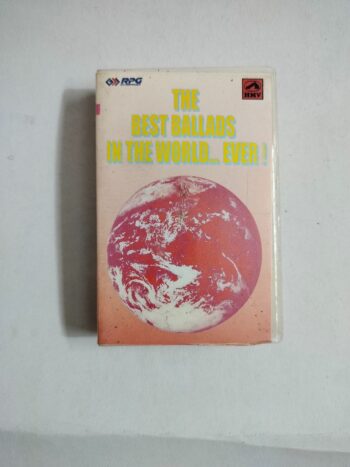 RPG
HMV
THE
BEST BALLADS
IN THE WORLD... EVER!